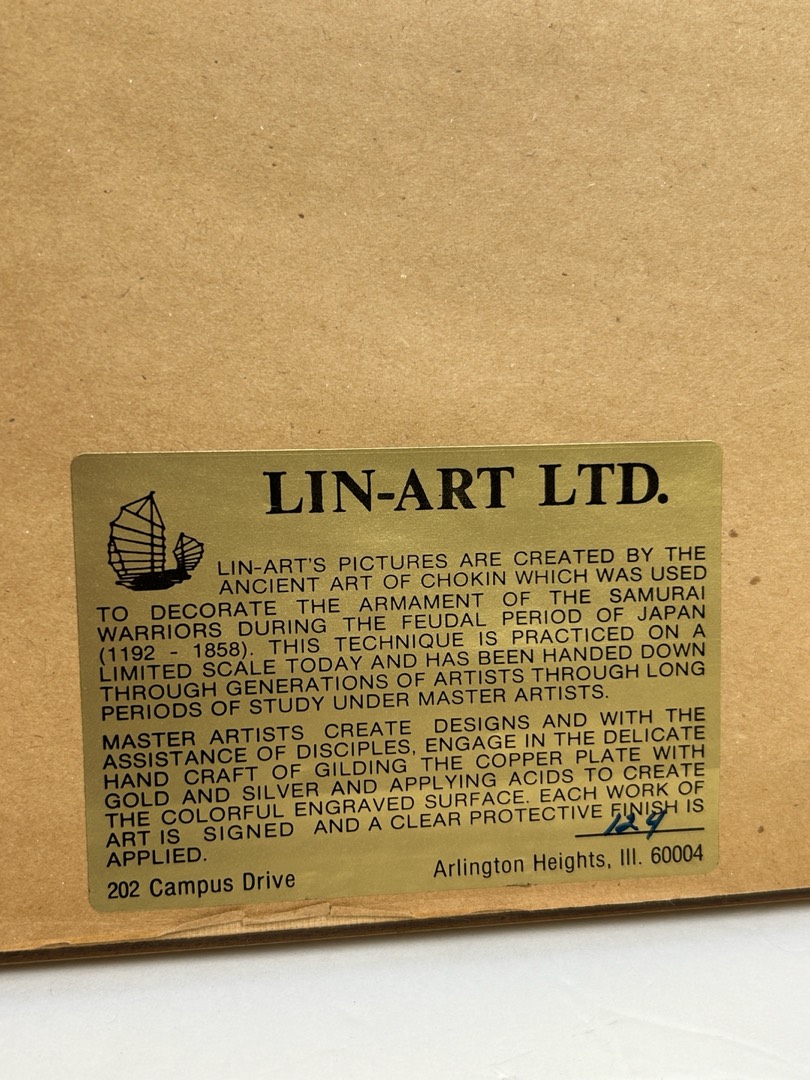 LIN-ART LTD.
LIN-ART'S PICTURES ARE CREATED BY THE
ANCIENT ART OF CHOKIN WHICH WAS USED
TO DECORATE THE ARMAMENT OF THE SAMURAI
WARRIORS DURING THE FEUDAL PERIOD OF JAPAN
(1192 - 1858). THIS TECHNIQUE IS PRACTICED ON A
LIMITED SCALE TODAY AND HAS BEEN HANDED DOWN
THROUGH GENERATIONS OF ARTISTS THROUGH LONG
PERIODS OF STUDY UNDER MASTER ARTISTS.
MASTER ARTISTS CREATE DESIGNS AND WITH THE
ASSISTANCE OF DISCIPLES, ENGAGE IN THE DELICATE
HAND CRAFT OF GILDING THE COPPER PLATE WITH
GOLD AND SILVER AND APPLYING ACIDS TO CREATE
THE COLORFUL ENGRAVED SURFACE. EACH WORK OF
ART IS SIGNED AND A CLEAR PROTECTIVE FINISH IS
APPLIED.
129
202 Campus Drive
Arlington Heights, Ill. 60004